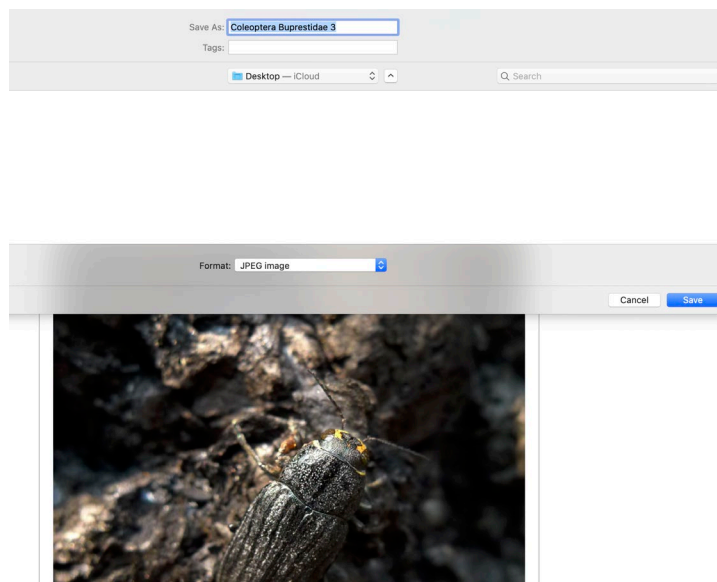 Save As: Coleoptera Buprestidae 3
Tags:
Desktop — iCloud
Search
Format: JPEG image
Cancel Save